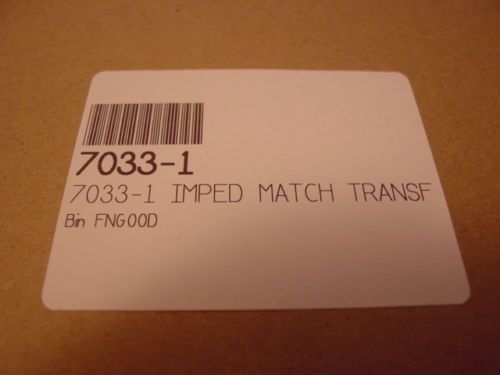 7033-1
7033-1 IMPED MATCH TRANSF
Bin FNGOOD